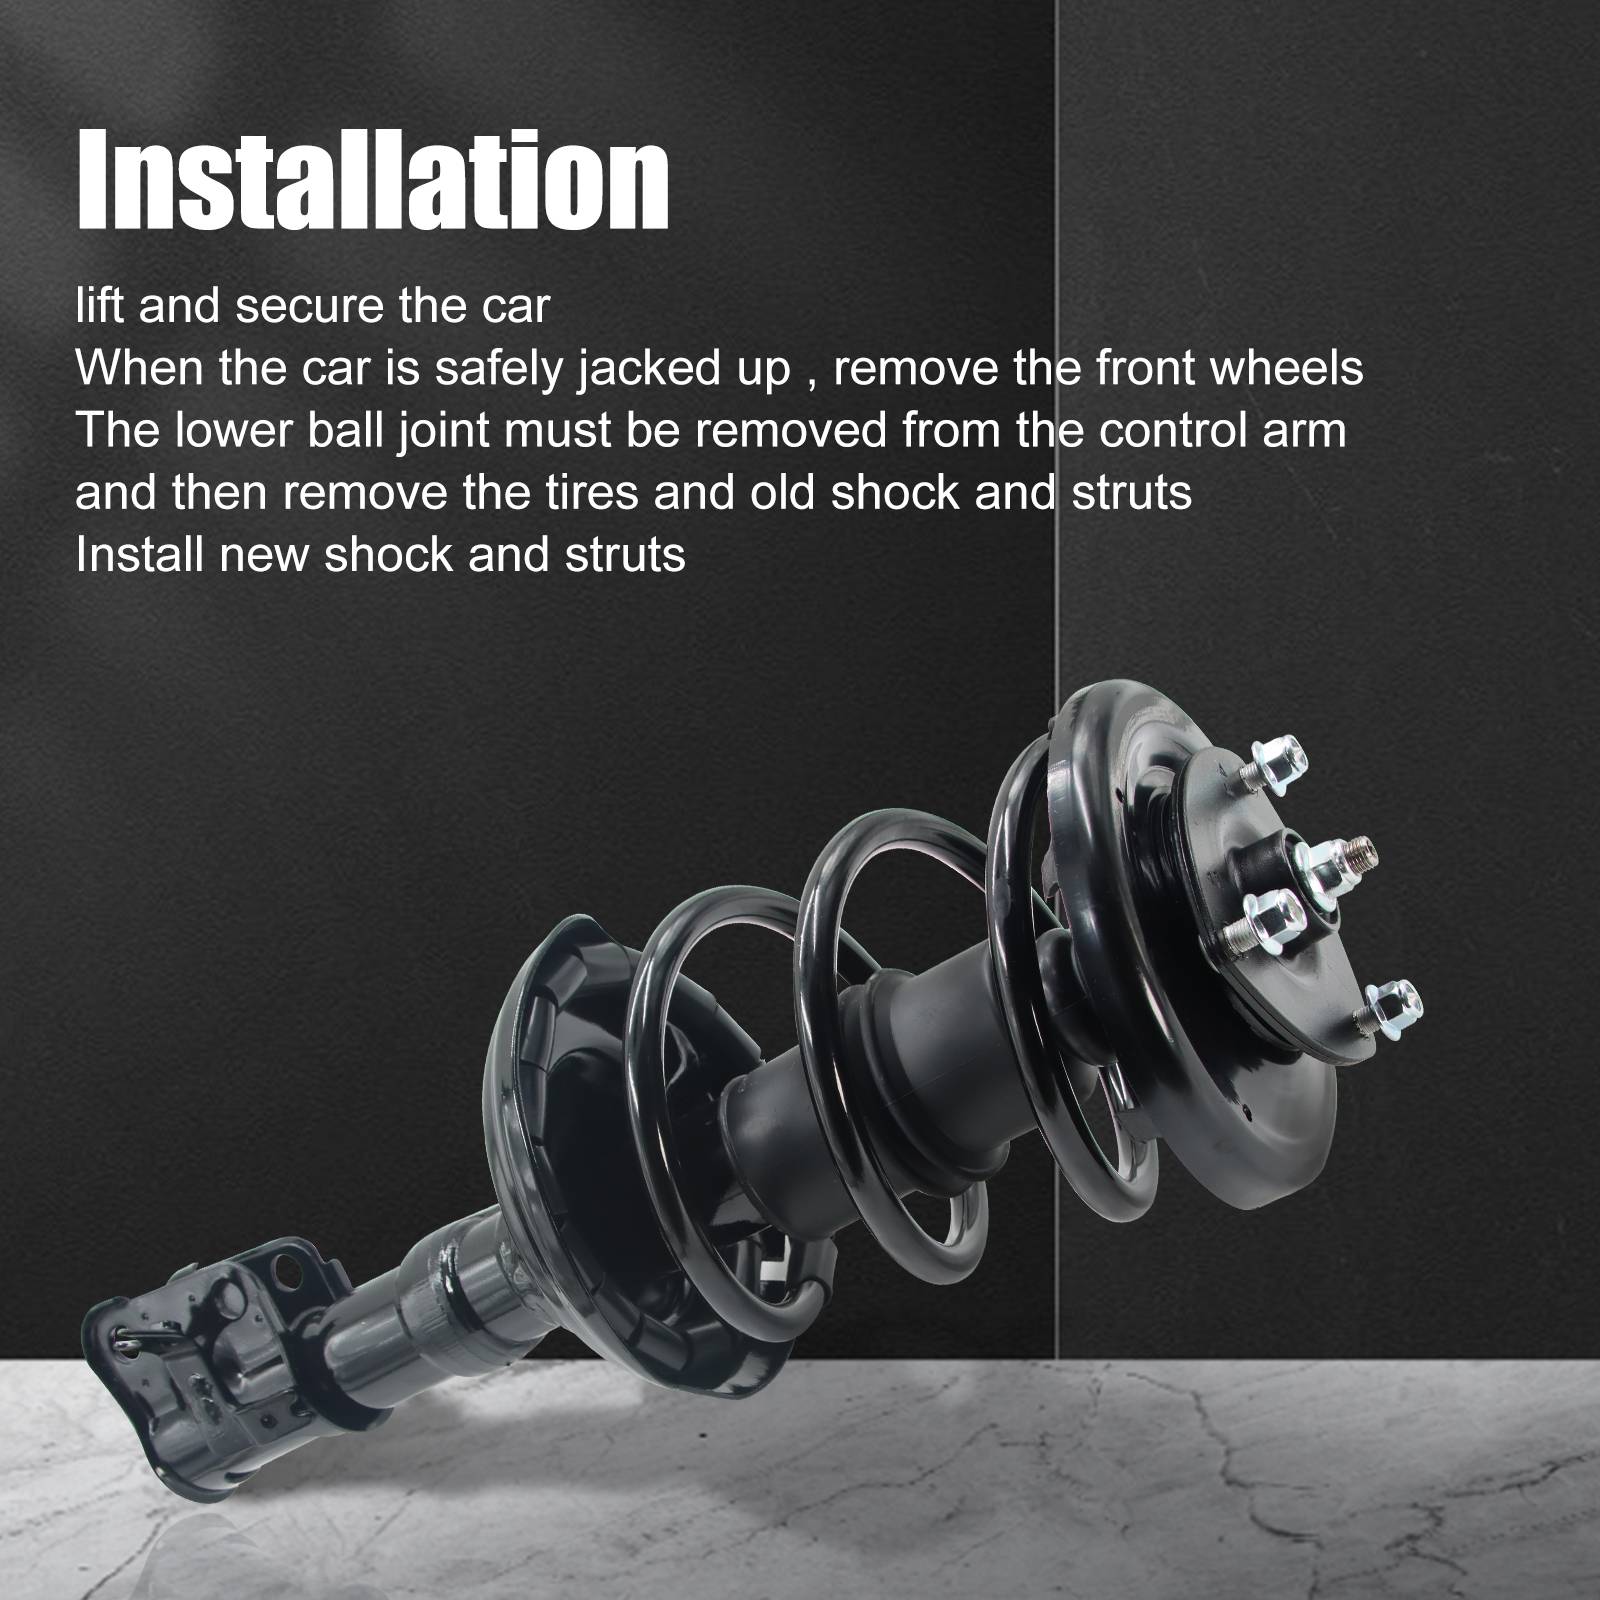 Installation
lift and secure the car
When the car is safely jacked up , remove the front wheels
The lower ball joint must be removed from the control arm
and then remove the tires and old shock and struts
Install new shock and struts